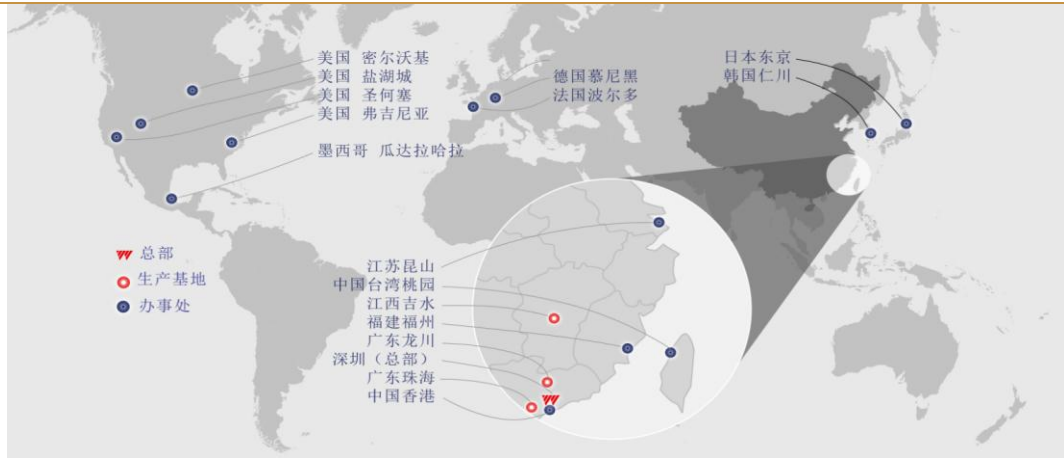 美国 密尔沃基
美国 盐湖城
美国 圣何塞
美国 弗吉尼亚
墨西哥 瓜达拉哈拉
德国慕尼黑
法国波尔多
日本东京
韩国仁川
总部
生产基地
办事处
江苏昆山
中国台湾桃园
江西吉水
福建福州
广东龙川
深圳（总部）
广东珠海
中国香港